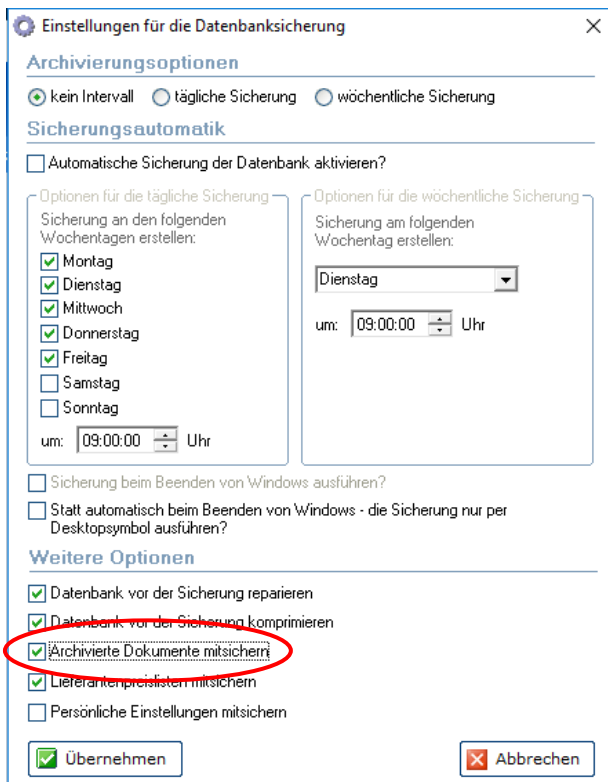 Einstellungen für die Datenbanksicherung
Archivierungsoptionen
kein Intervall tägliche Sicherung wöchentliche Sicherung
Sicherungsautomatik
Automatische Sicherung der Datenbank aktivieren?
Optionen für die tägliche Sicherung
Sicherung an den folgenden
Wochentagen erstellen:
Montag
Dienstag
Mittwoch
Donnerstag
Freitag
Samstag
Sonntag
um: 09:00:00 Uhr
Optionen für die wöchentliche Sicherung
Sicherung am folgenden
Wochentag erstellen:
Dienstag
um: 09:00:00 Uhr
Sicherung beim Beenden von Windows ausführen?
Statt automatisch beim Beenden von Windows - die Sicherung nur per
Desktopsymbol ausführen?
Weitere Optionen
Datenbank vor der Sicherung reparieren
Datenbank vor der Sicherung komprimieren
Archivierte Dokumente mitsichern
Lieferantenpreislisten mitsichern
Persönliche Einstellungen mitsichern
Übernehmen Abbrechen